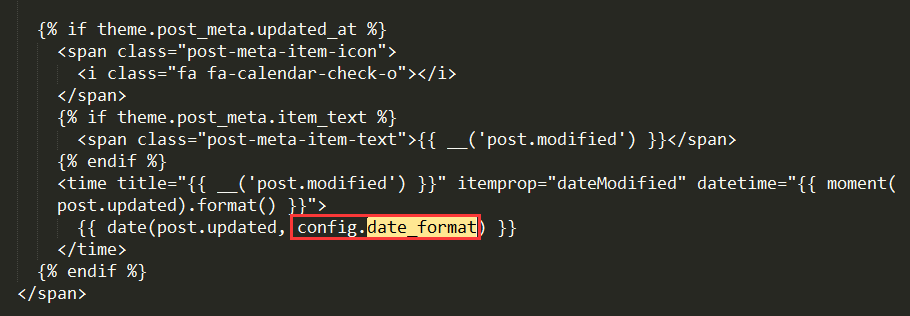 {% if theme.post_meta.updated_at %}
<span class="post-meta-item-icon">
<i class="fa fa-calendar-check-o"></i>
</span>
{% if theme.post_meta.item_text %}
<span class="post-meta-item-text">{{ __('post.modified') }}</span>
{% endif %}
<time title="{{ __('post.modified') }}" itemprop="dateModified" datetime="{{ moment(
post.updated).format() }}">
{{ date(post.updated, config.date_format) }}
</time>
{% endif %}
</span>